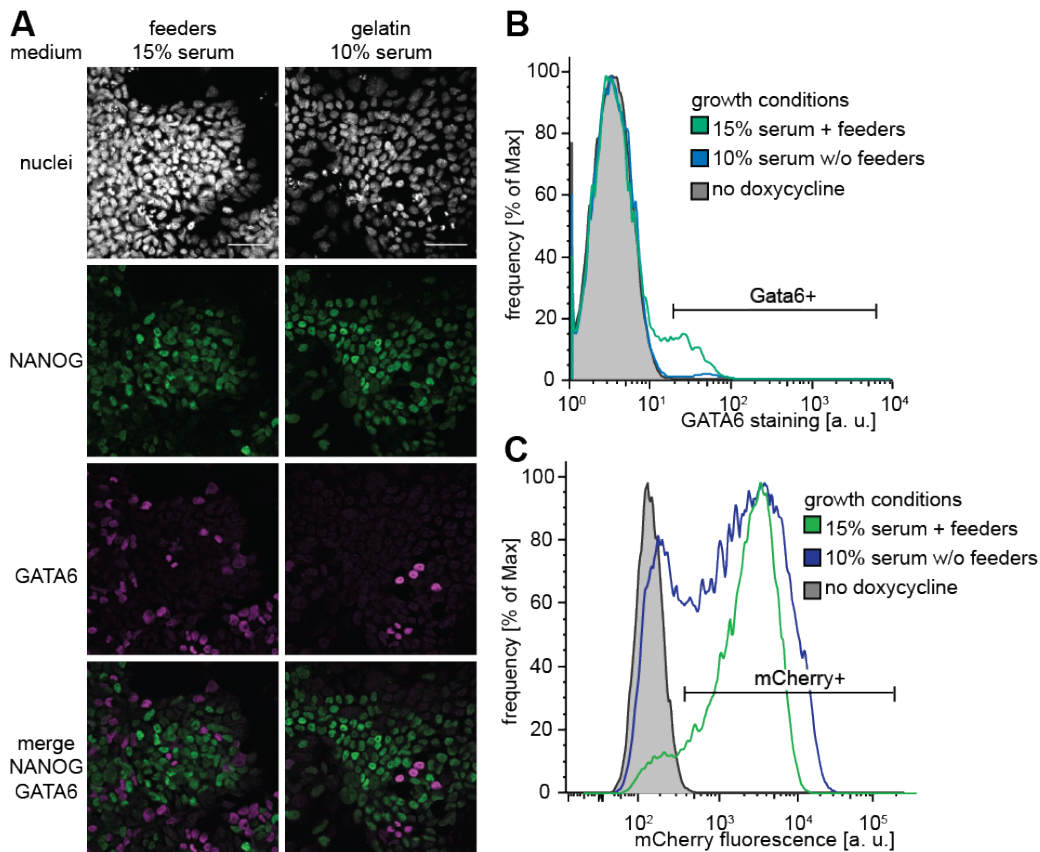 A
feeders
15% serum
gelatin
10% serum
medium
nuclei
NANOG
GATA6
merge
NANOG
GATA6
B
100
80
60
40
20
0
frequency [% of Max]
growth conditions
15% serum + feeders
10% serum w/o feeders
no doxycycline
Gata6+
10⁰ 10¹ 10² 10³ 10⁴
GATA6 staining [a. u.]
C
100
80
60
40
20
0
frequency [% of Max]
growth conditions
15% serum + feeders
10% serum w/o feeders
no doxycycline
mCherry+
10² 10³ 10⁴ 10⁵
mCherry fluorescence [a. u.]